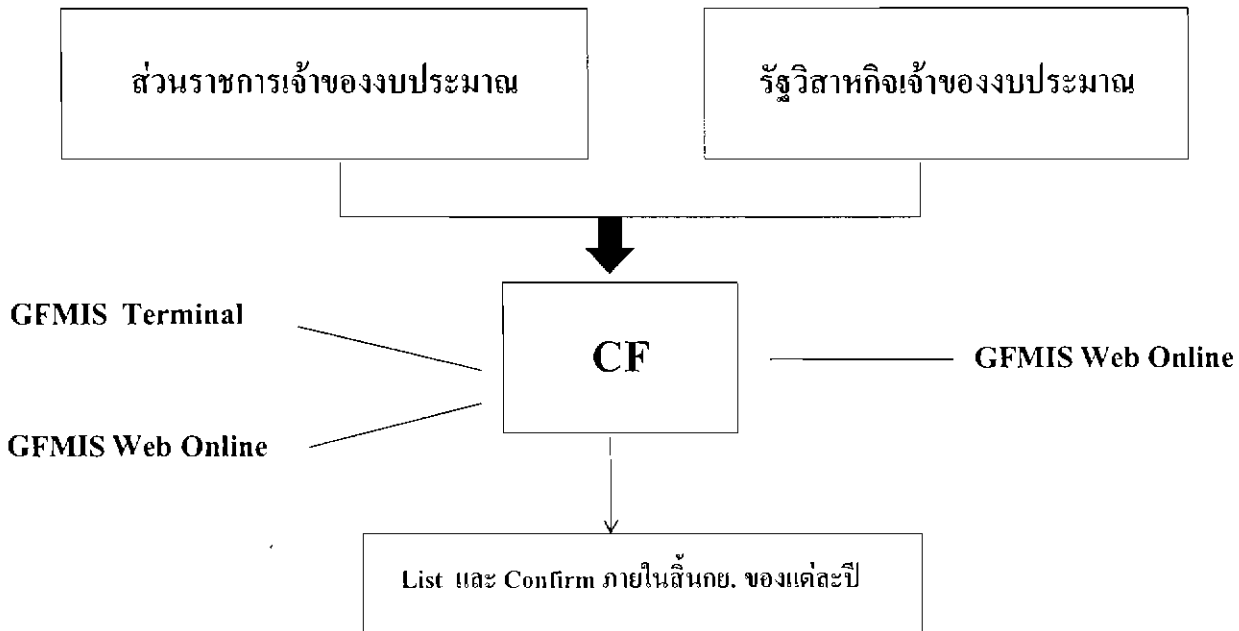 ส่วนราชการเจ้าของงบประมาณ
รัฐวิสาหกิจเจ้าของงบประมาณ
GFMIS Terminal
CF
GFMIS Web Online
GFMIS Web Online
List และ Confirm ภายในสิ้นกย. ของแต่ละปี